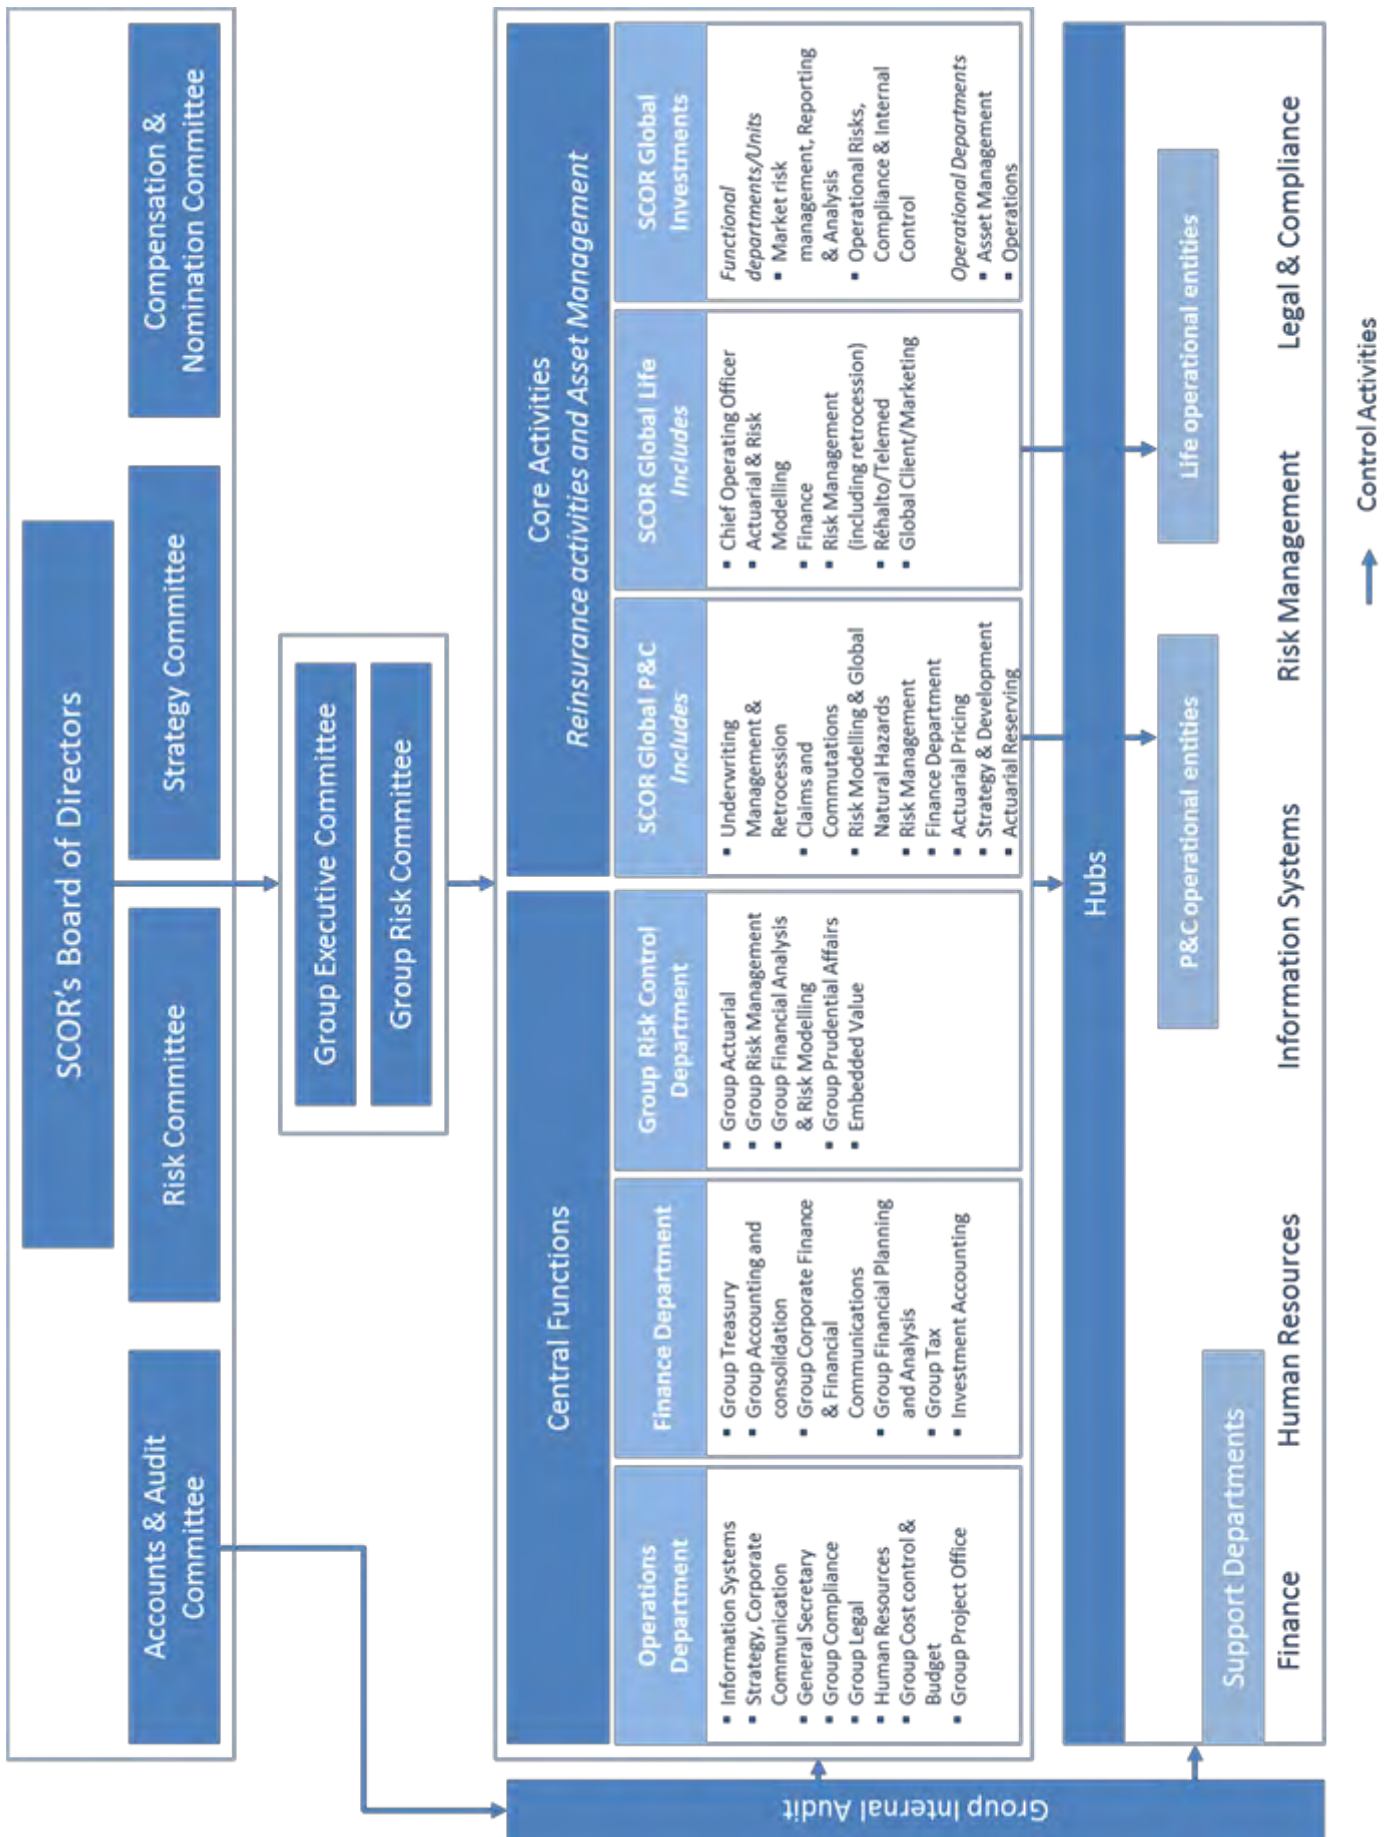 SCOR's Board of Directors
Accounts & Audit
Committee
Risk Committee
Strategy Committee
Compensation &
Nomination Committee
Group Executive Committee
Group Risk Committee
Group Internal Audit
Central Functions
Operations
Department
▪ Information Systems
▪ Strategy, Corporate
Communication
▪ General Secretary
▪ Group Compliance
▪ Group Legal
▪ Human Resources
▪ Group Cost control &
Budget
▪ Group Project Office
Finance Department
▪ Group Treasury
▪ Group Accounting and
consolidation
▪ Group Corporate Finance
& Financial
Communications
▪ Group Financial Planning
and Analysis
▪ Group Tax
▪ Investment Accounting
Group Risk Control
Department
▪ Group Actuarial
▪ Group Risk Management
▪ Group Financial Analysis
& Risk Modelling
▪ Group Prudential Affairs
▪ Embedded Value
Core Activities
Reinsurance activities and Asset Management
SCOR Global P&C
Includes
▪ Underwriting
Management &
Retrocession
▪ Claims and
Commutations
▪ Risk Modelling & Global
Natural Hazards
▪ Risk Management
▪ Finance Department
▪ Actuarial Pricing
▪ Strategy & Development
▪ Actuarial Reserving
SCOR Global Life
Includes
▪ Chief Operating Officer
▪ Actuarial & Risk
Modelling
▪ Finance
▪ Risk Management
(including retrocession)
▪ Réhalto/Telemed
▪ Global Client/Marketing
SCOR Global
Investments
Functional
departments/Units
▪ Market risk
management, Reporting
& Analysis
▪ Operational Risks,
Compliance & Internal
Control
Operational Departments
▪ Asset Management
▪ Operations
Hubs
P&C operational entities
Life operational entities
Support Departments
Finance
Human Resources
Information Systems
Risk Management
Legal & Compliance
Control Activities